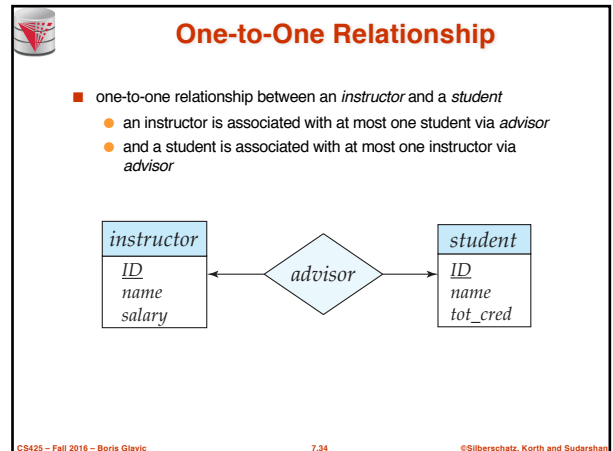 One-to-One Relationship
■ one-to-one relationship between an instructor and a student
● an instructor is associated with at most one student via advisor
● and a student is associated with at most one instructor via
advisor
instructor
ID
name
salary
advisor
student
ID
name
tot_cred
CS425 – Fall 2016 – Boris Glavic
7.34
©Silberschatz, Korth and Sudarshan